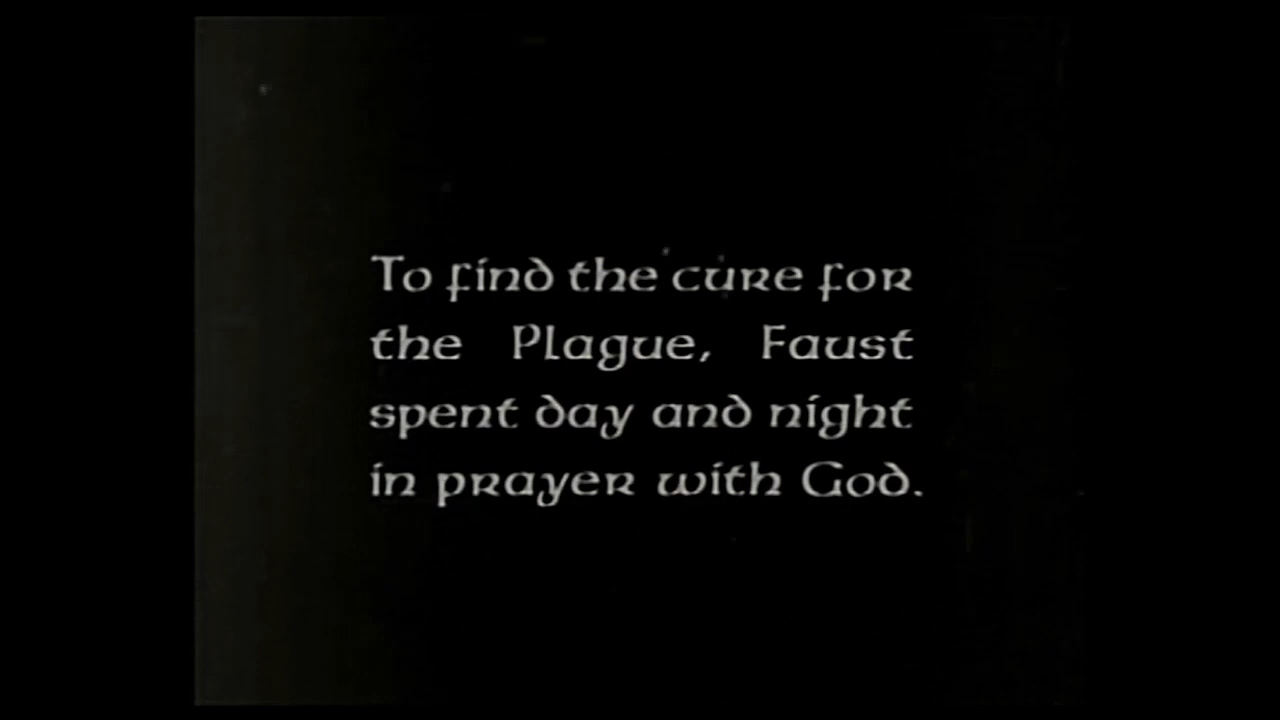 To find the cure for
the Plague, Faust
spent day and night
in prayer with God.